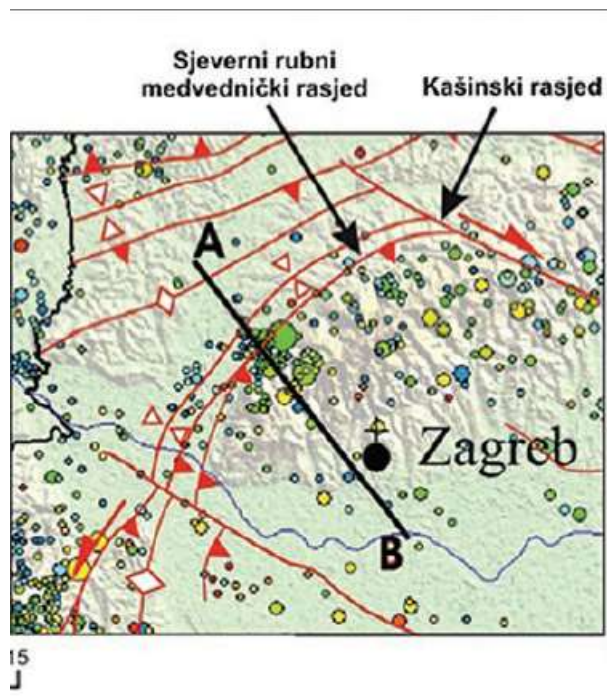 Sjeverni rubni
medvednički rasjed
Kašinski rasjed
A
Zagreb
B
15